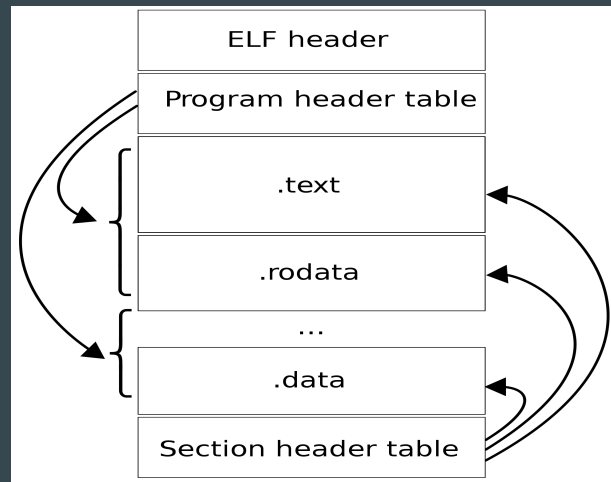 ELF header
Program header table
.text
.rodata
...
.data
Section header table